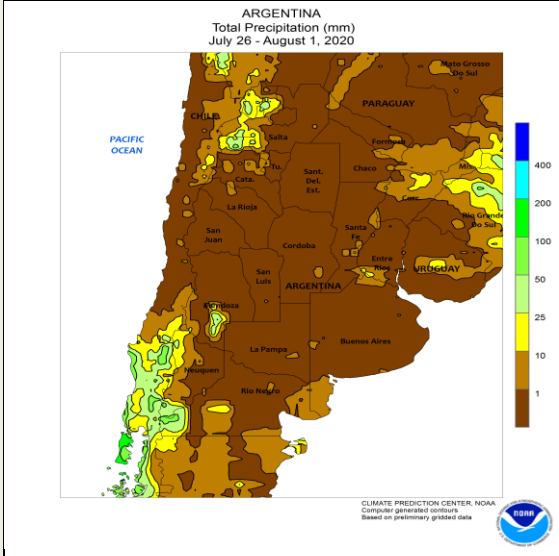 ARGENTINA
Total Precipitation (mm)
July 26 - August 1, 2020
Mato Grosso
Do Sul
PARAGUAY
CHILE
PACIFIC
OCEAN
Salta
Formosa
Tu.
Sant.
Del.
Est.
Chaco
Mis.
Cata.
Corr.
La Rioja
Rio Grande
Do Sul
San
Juan
Santa
Fe
Cordoba
Entre
Rios
URUGUAY
San
Luis
ARGENTINA
Mendoza
Buenos Aires
La Pampa
Neuquen
Rio Negro
400
200
100
50
25
10
1
CLIMATE PREDICTION CENTER, NOAA
Computer generated contours
Based on preliminary gridded data
NOAA